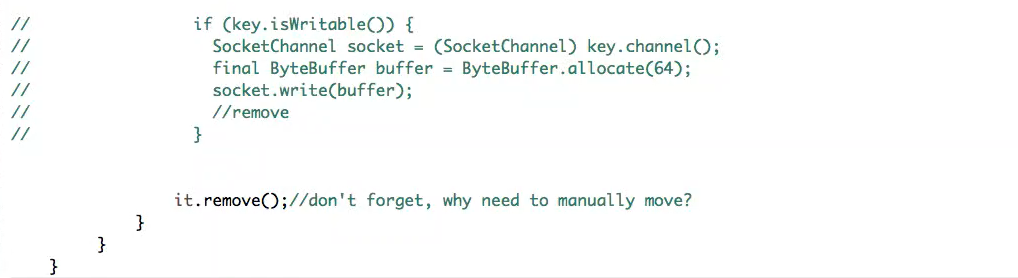 //                 if (key.isWritable()) {
//                   SocketChannel socket = (SocketChannel) key.channel();
//                   final ByteBuffer buffer = ByteBuffer.allocate(64);
//                   socket.write(buffer);
//                   //remove
//                 }
it.remove();//don't forget, why need to manually move?
}
}
}